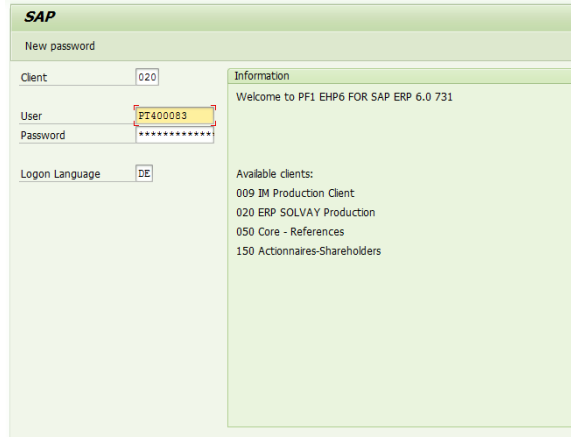 SAP
New password
Client 020
Information
Welcome to PF1 EHP6 FOR SAP ERP 6.0 731
User PT400083
Password ************
Logon Language DE
Available clients:
009 IM Production Client
020 ERP SOLVAY Production
050 Core - References
150 Actionnaires-Shareholders